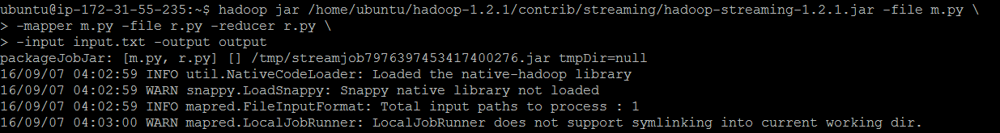 ubuntu@ip-172-31-55-235:~$ hadoop jar /home/ubuntu/hadoop-1.2.1/contrib/streaming/hadoop-streaming-1.2.1.jar -file m.py \
> -mapper m.py -file r.py -reducer r.py \
> -input input.txt -output output
packageJobJar: [m.py, r.py] [] /tmp/streamjob7976397453417400276.jar tmpDir=null
16/09/07 04:02:59 INFO util.NativeCodeLoader: Loaded the native-hadoop library
16/09/07 04:02:59 WARN snappy.LoadSnappy: Snappy native library not loaded
16/09/07 04:02:59 INFO mapred.FileInputFormat: Total input paths to process : 1
16/09/07 04:03:00 WARN mapred.LocalJobRunner: LocalJobRunner does not support symlinking into current working dir.